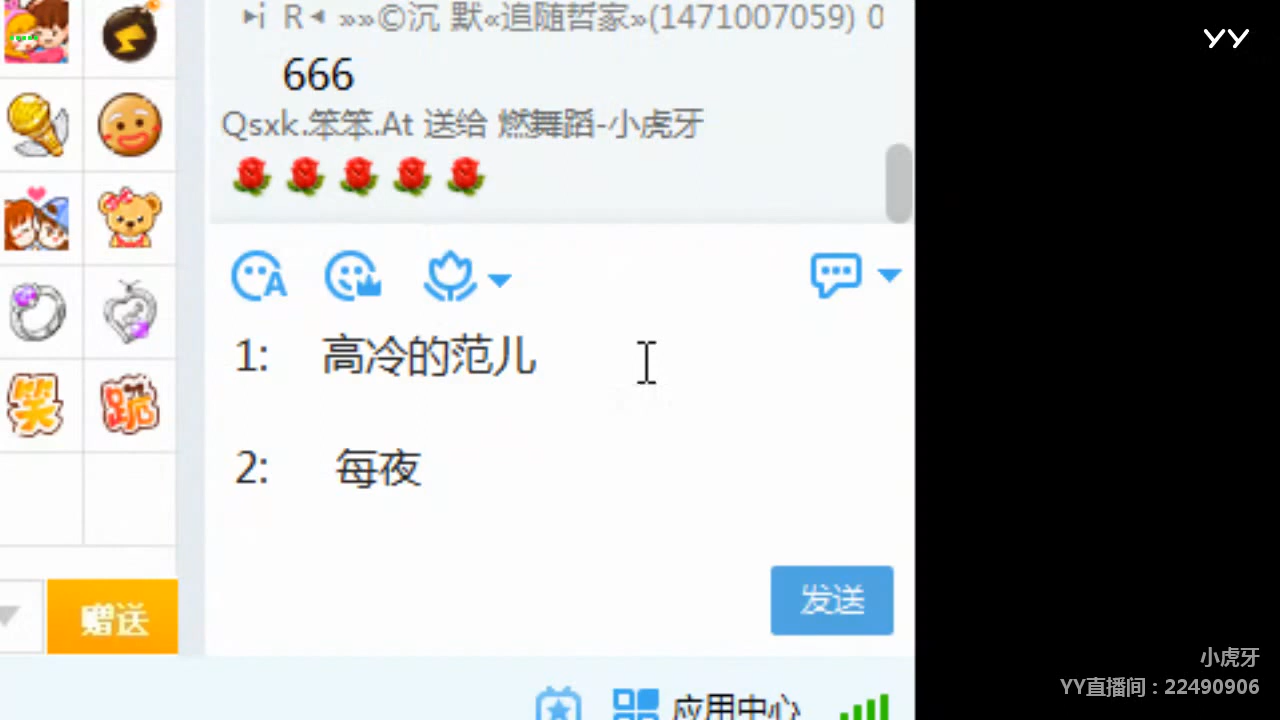 ▸i R◂ »»©沉 默«追随哲家»(1471007059) 0
YY
666
Qsxk.笨笨.At 送给 燃舞蹈-小虎牙
1: 高冷的范儿
笑
跪
2: 每夜
发送
赠送
小虎牙
YY直播间：22490906
应用中心